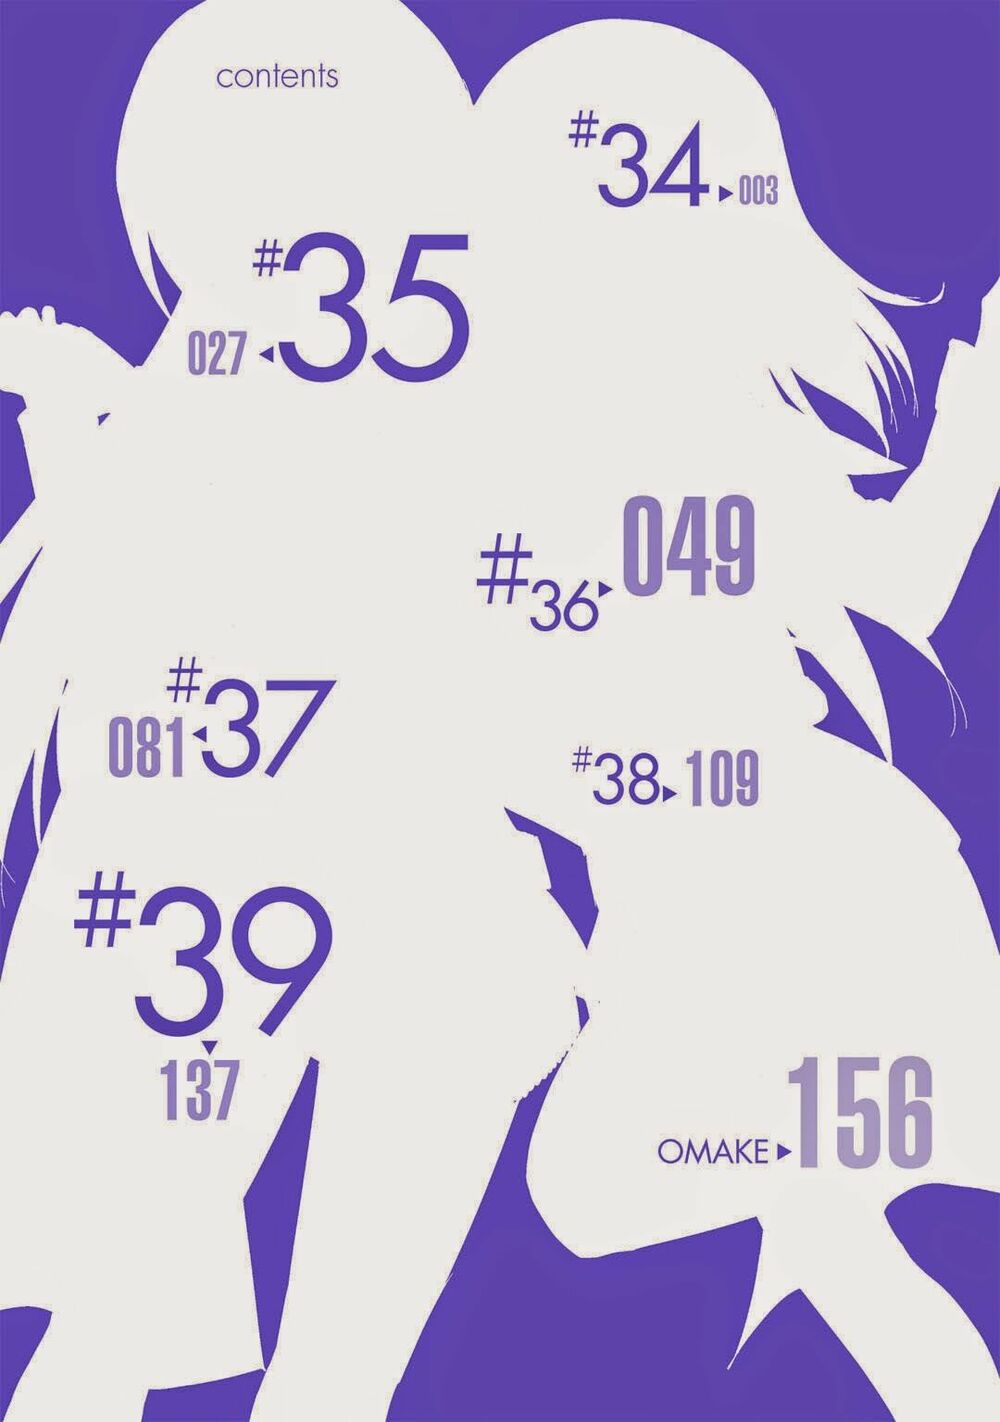 contents
#34 ▶ 003
027 ◀ #35
#36 ▶ 049
081 ◀ #37
#38 ▶ 109
#39
▼
137
OMAKE ▶ 156